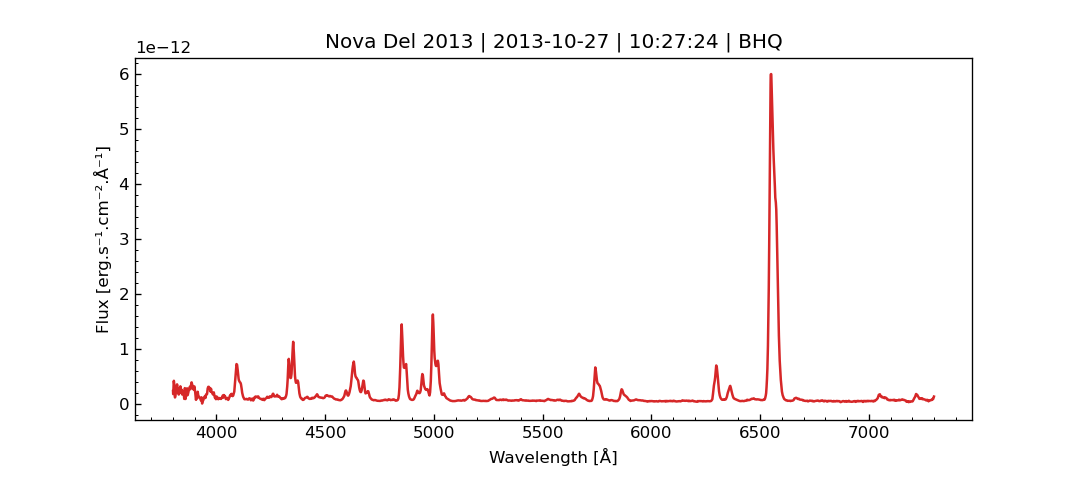 Nova Del 2013 | 2013-10-27 | 10:27:24 | BHQ
1e−12
6
5
4
3
2
1
0
Flux [erg.s⁻¹.cm⁻².Å⁻¹]
4000 4500 5000 5500 6000 6500 7000
Wavelength [Å]